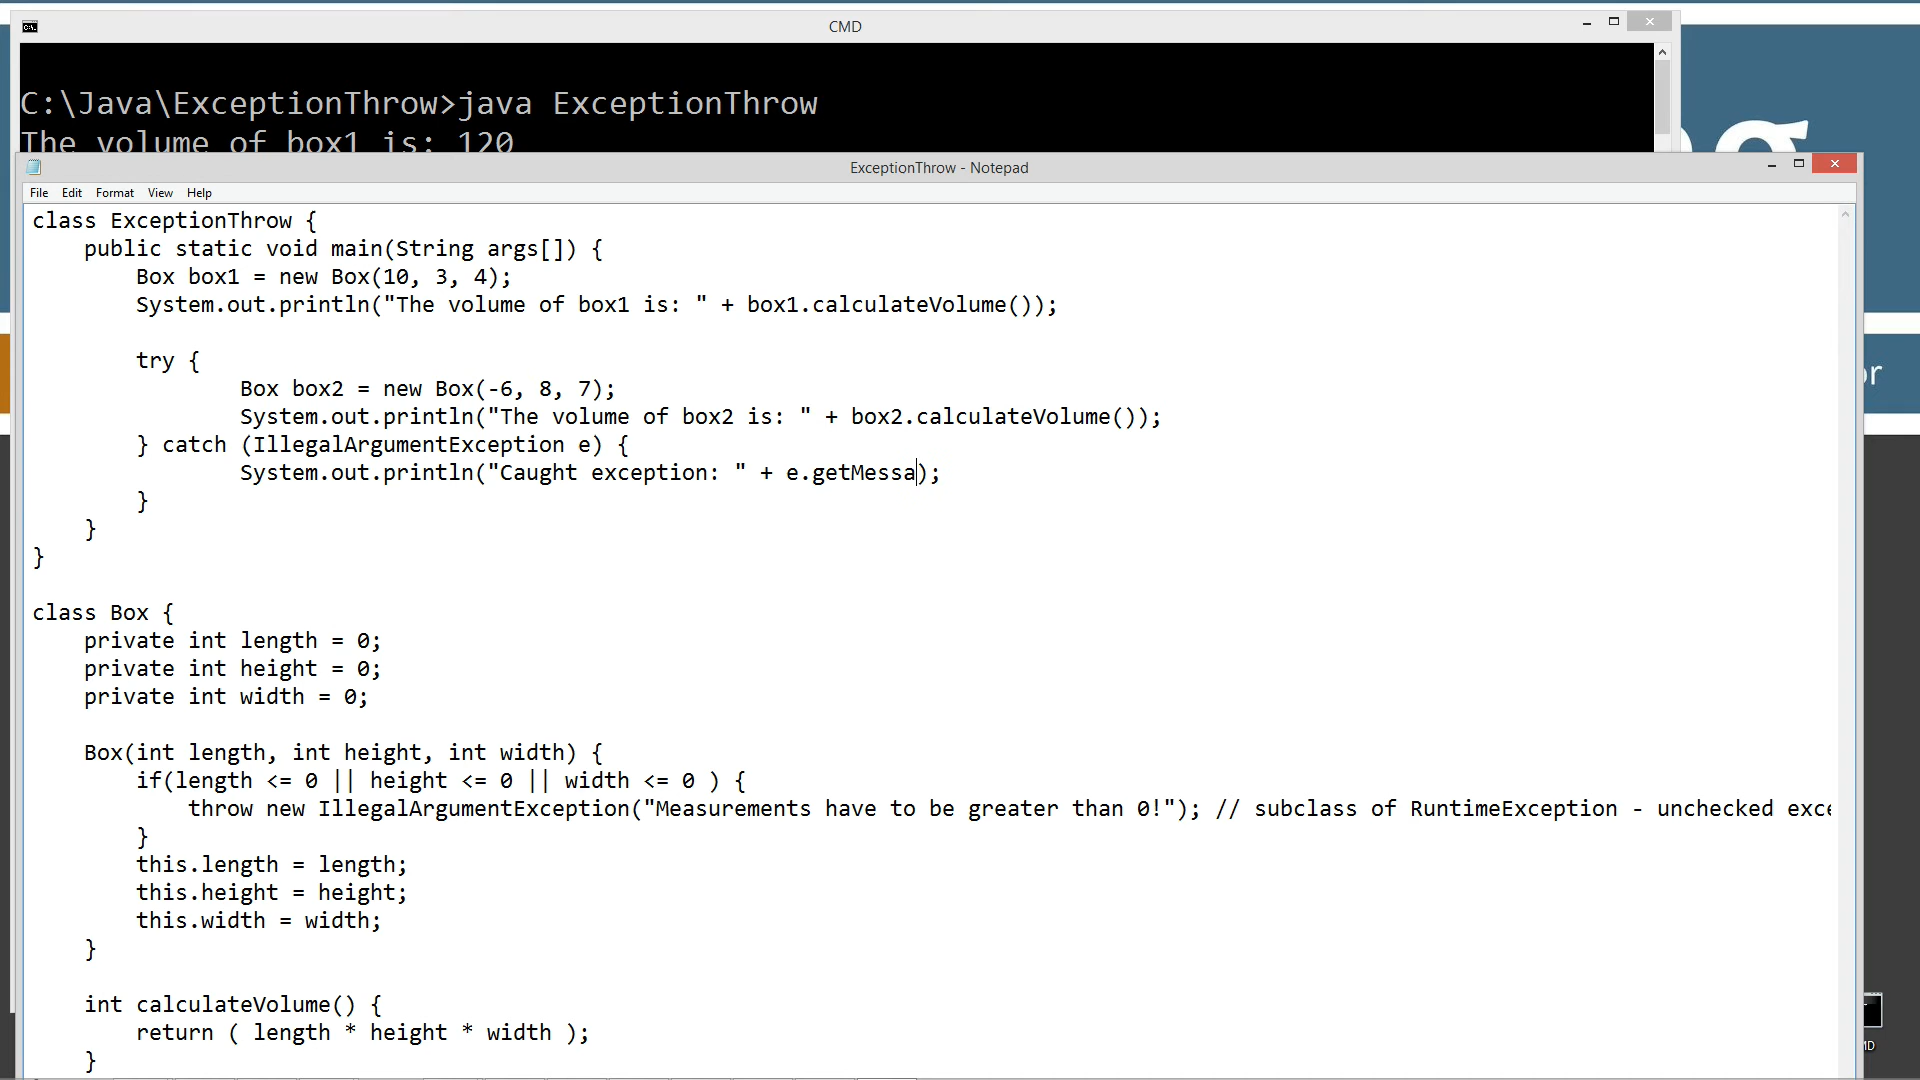 CMD
C:\Java\ExceptionThrow>java ExceptionThrow
The volume of box1 is: 120
ExceptionThrow - Notepad
File Edit Format View Help
class ExceptionThrow {
    public static void main(String args[]) {
        Box box1 = new Box(10, 3, 4);
        System.out.println("The volume of box1 is: " + box1.calculateVolume());
        try {
                Box box2 = new Box(-6, 8, 7);
                System.out.println("The volume of box2 is: " + box2.calculateVolume());
        } catch (IllegalArgumentException e) {
                System.out.println("Caught exception: " + e.getMessa);
        }
    }
}
class Box {
    private int length = 0;
    private int height = 0;
    private int width = 0;
    Box(int length, int height, int width) {
        if(length <= 0 || height <= 0 || width <= 0 ) {
            throw new IllegalArgumentException("Measurements have to be greater than 0!"); // subclass of RuntimeException - unchecked exce
        }
        this.length = length;
        this.height = height;
        this.width = width;
    }
    int calculateVolume() {
        return ( length * height * width );
    }